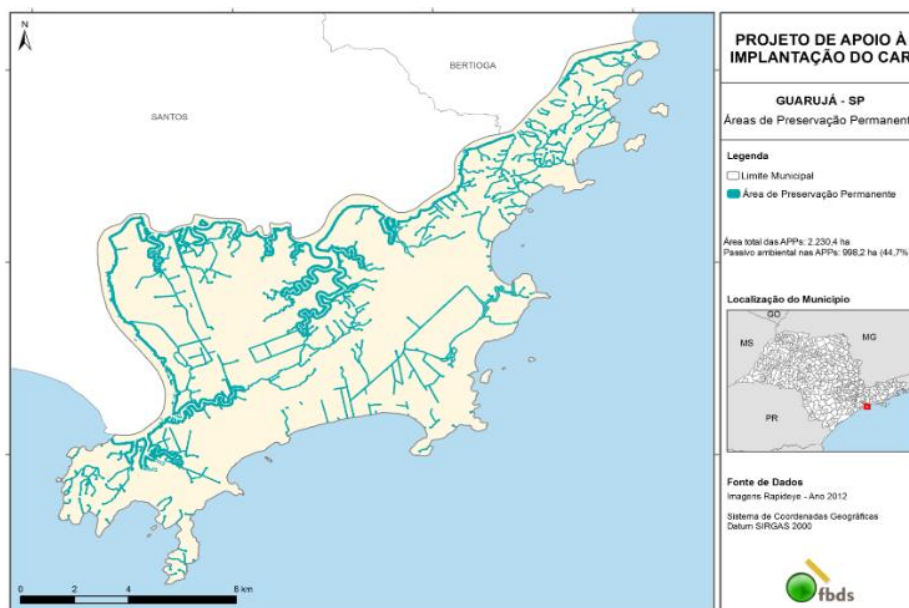 N
BERTIOGA
SANTOS
0 2 4 8 km
PROJETO DE APOIO À
IMPLANTAÇÃO DO CAR
GUARUJÁ - SP
Áreas de Preservação Permanent
Legenda
Limite Municipal
Área de Preservação Permanente
Área total das APPs: 2.230,4 ha
Passivo ambiental nas APPs: 998,2 ha (44,7%
Localização do Município
GO
MS
MG
PR
Fonte de Dados
Imagens Rapideye - Ano 2012
Sistema de Coordenadas Geográficas
Datum SIRGAS 2000
fbds